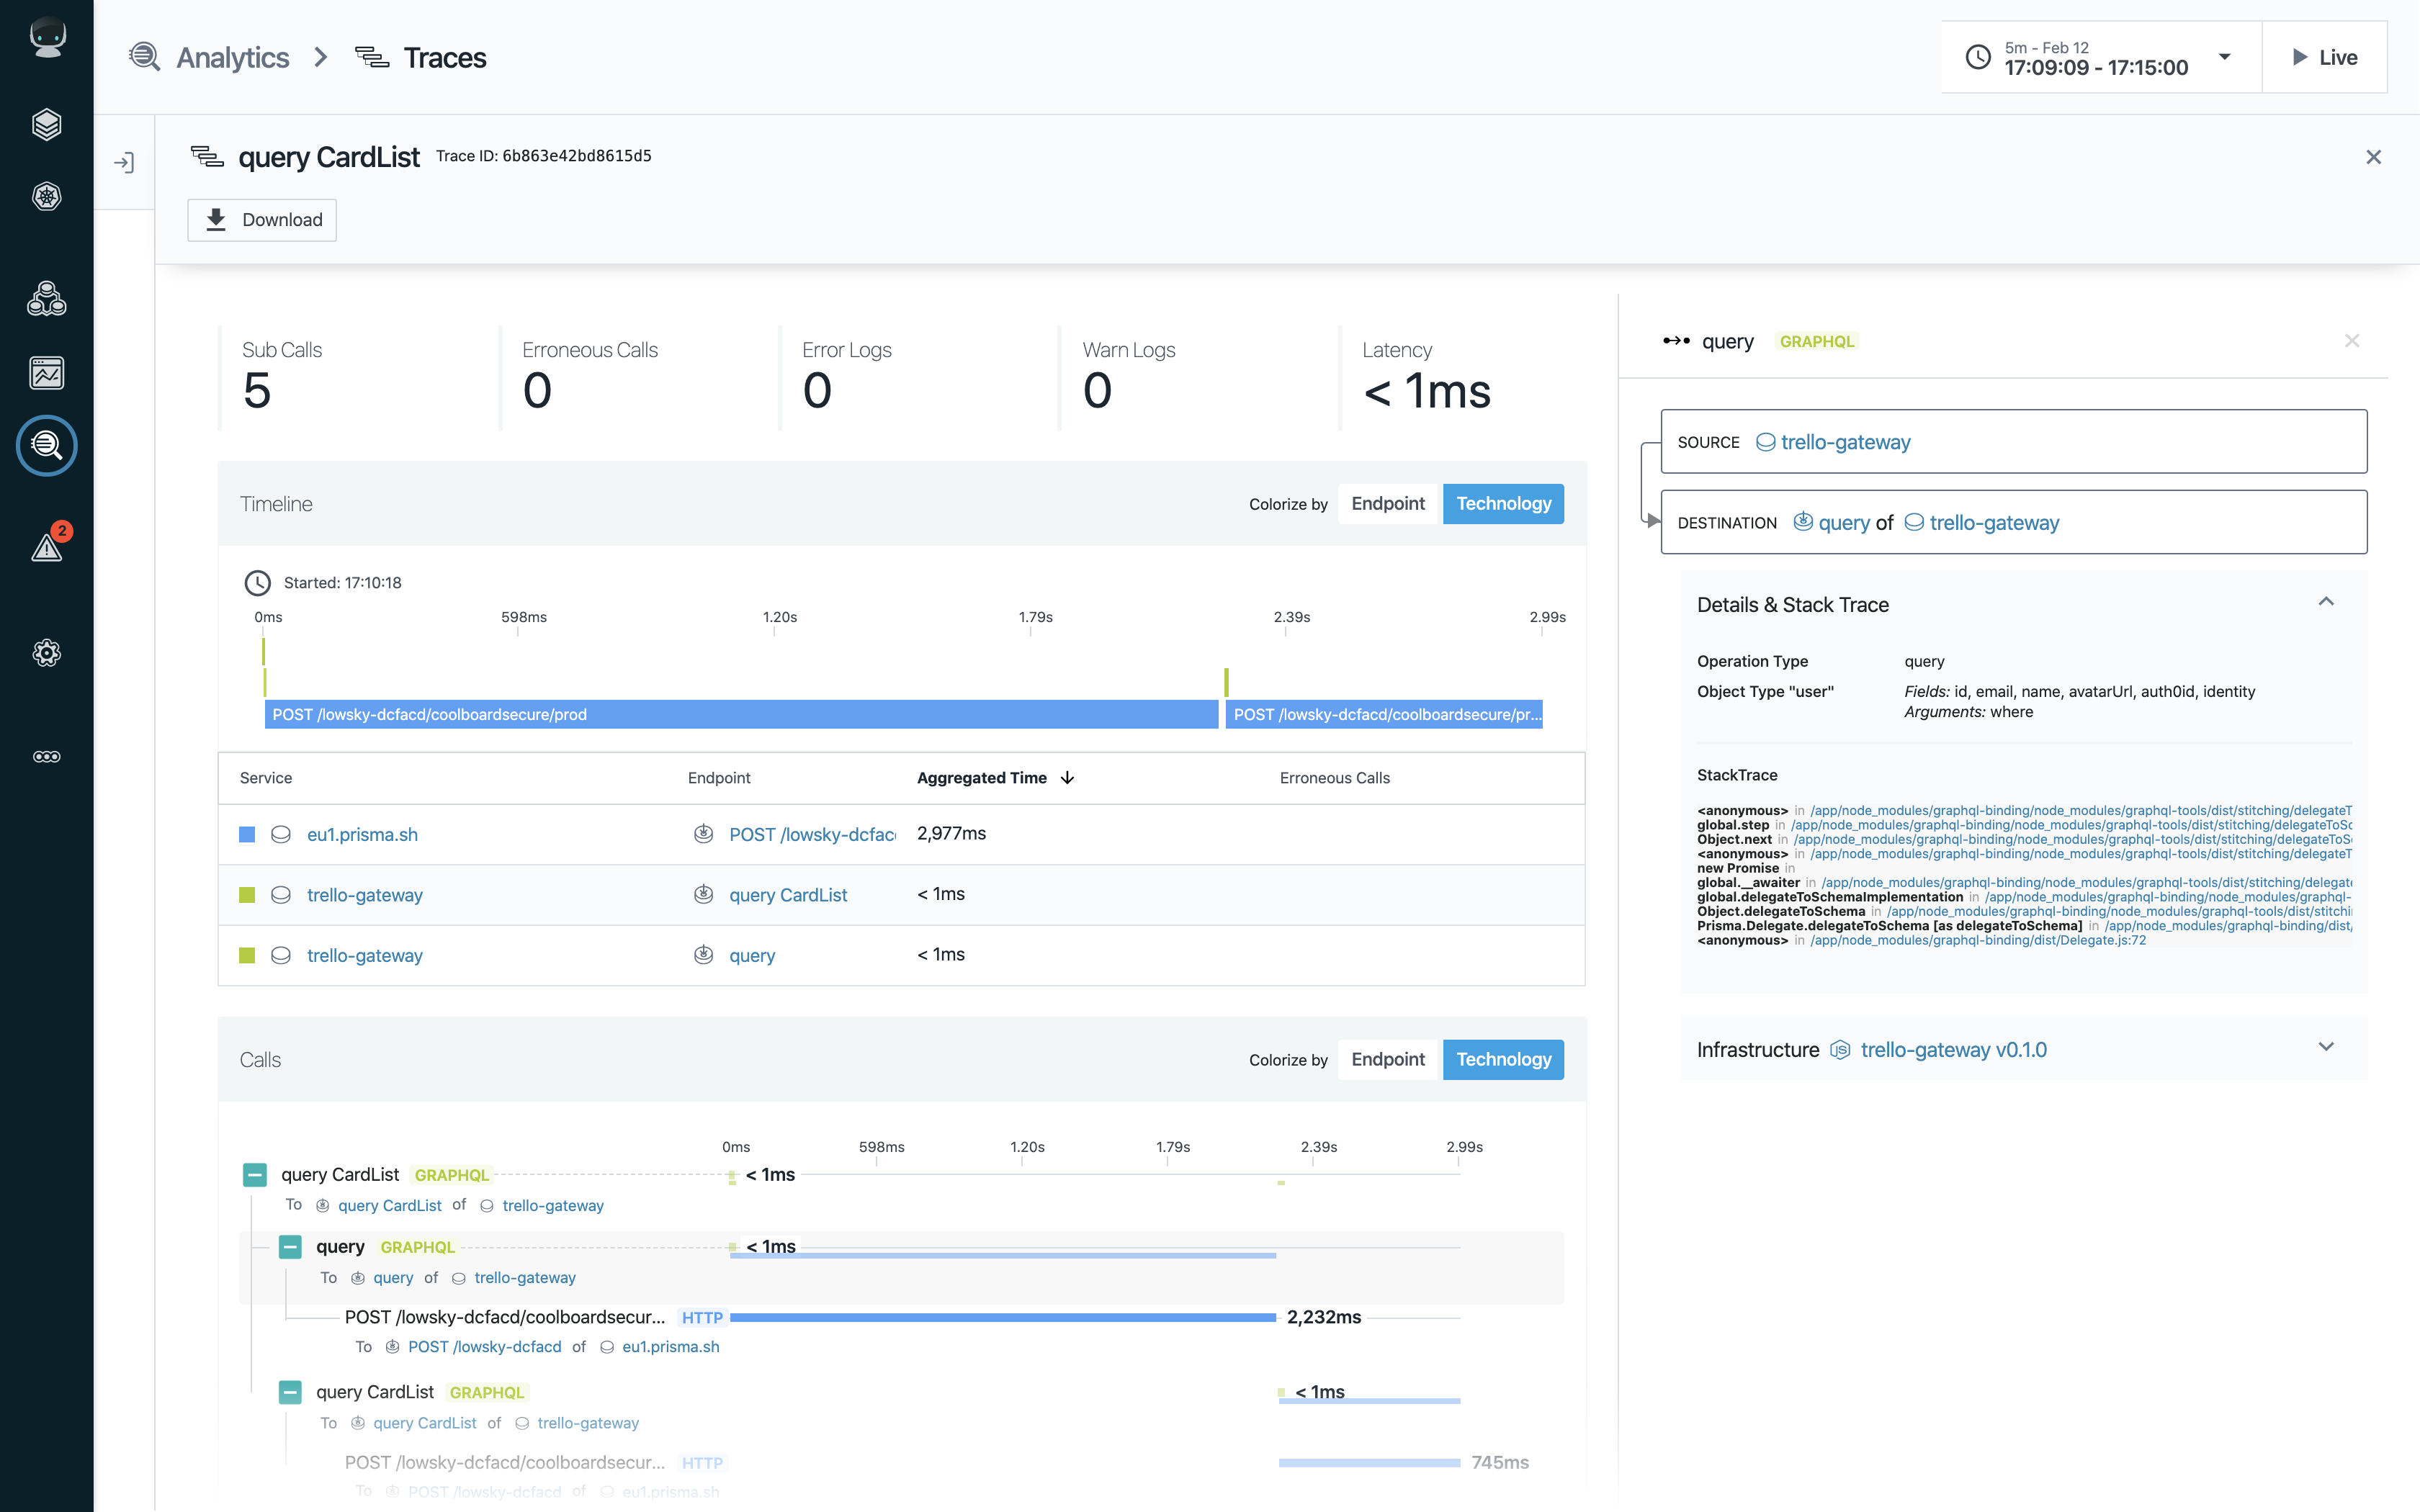 Analytics
Traces
5m - Feb 12
17:09:09 - 17:15:00
Live
query CardList Trace ID: 6b863e42bd8615d5
Download
Sub Calls
5
Erroneous Calls
0
Error Logs
0
Warn Logs
0
Latency
< 1ms
2
Timeline
Colorize by Endpoint Technology
Started: 17:10:18
0ms 598ms 1.20s 1.79s 2.39s 2.99s
POST /lowsky-dcfacd/coolboardsecure/prod POST /lowsky-dcfacd/coolboardsecure/pr...
Service Endpoint Aggregated Time Erroneous Calls
eu1.prisma.sh POST /lowsky-dcfac 2,977ms
trello-gateway query CardList < 1ms
trello-gateway query < 1ms
Calls
Colorize by Endpoint Technology
0ms 598ms 1.20s 1.79s 2.39s 2.99s
query CardList GRAPHQL < 1ms
To query CardList of trello-gateway
query GRAPHQL < 1ms
To query of trello-gateway
POST /lowsky-dcfacd/coolboardsecur... HTTP 2,232ms
To POST /lowsky-dcfacd of eu1.prisma.sh
query CardList GRAPHQL < 1ms
To query CardList of trello-gateway
POST /lowsky-dcfacd/coolboardsecur... HTTP 745ms
To POST /lowsky-dcfacd of eu1.prisma.sh
query GRAPHQL
SOURCE trello-gateway
DESTINATION query of trello-gateway
Details & Stack Trace
Operation Type query
Object Type "user" Fields: id, email, name, avatarUrl, auth0id, identity
Arguments: where
StackTrace
<anonymous> in /app/node_modules/graphql-binding/node_modules/graphql-tools/dist/stitching/delegateT
global.step in /app/node_modules/graphql-binding/node_modules/graphql-tools/dist/stitching/delegateToSc
Object.next in /app/node_modules/graphql-binding/node_modules/graphql-tools/dist/stitching/delegateToS
<anonymous> in /app/node_modules/graphql-binding/node_modules/graphql-tools/dist/stitching/delegateT
new Promise in
global.__awaiter in /app/node_modules/graphql-binding/node_modules/graphql-tools/dist/stitching/delegat
global.delegateToSchemaImplementation in /app/node_modules/graphql-binding/node_modules/graphql-
Object.delegateToSchema in /app/node_modules/graphql-binding/node_modules/graphql-tools/dist/stitchi
Prisma.Delegate.delegateToSchema [as delegateToSchema] in /app/node_modules/graphql-binding/dist/
<anonymous> in /app/node_modules/graphql-binding/dist/Delegate.js:72
Infrastructure trello-gateway v0.1.0